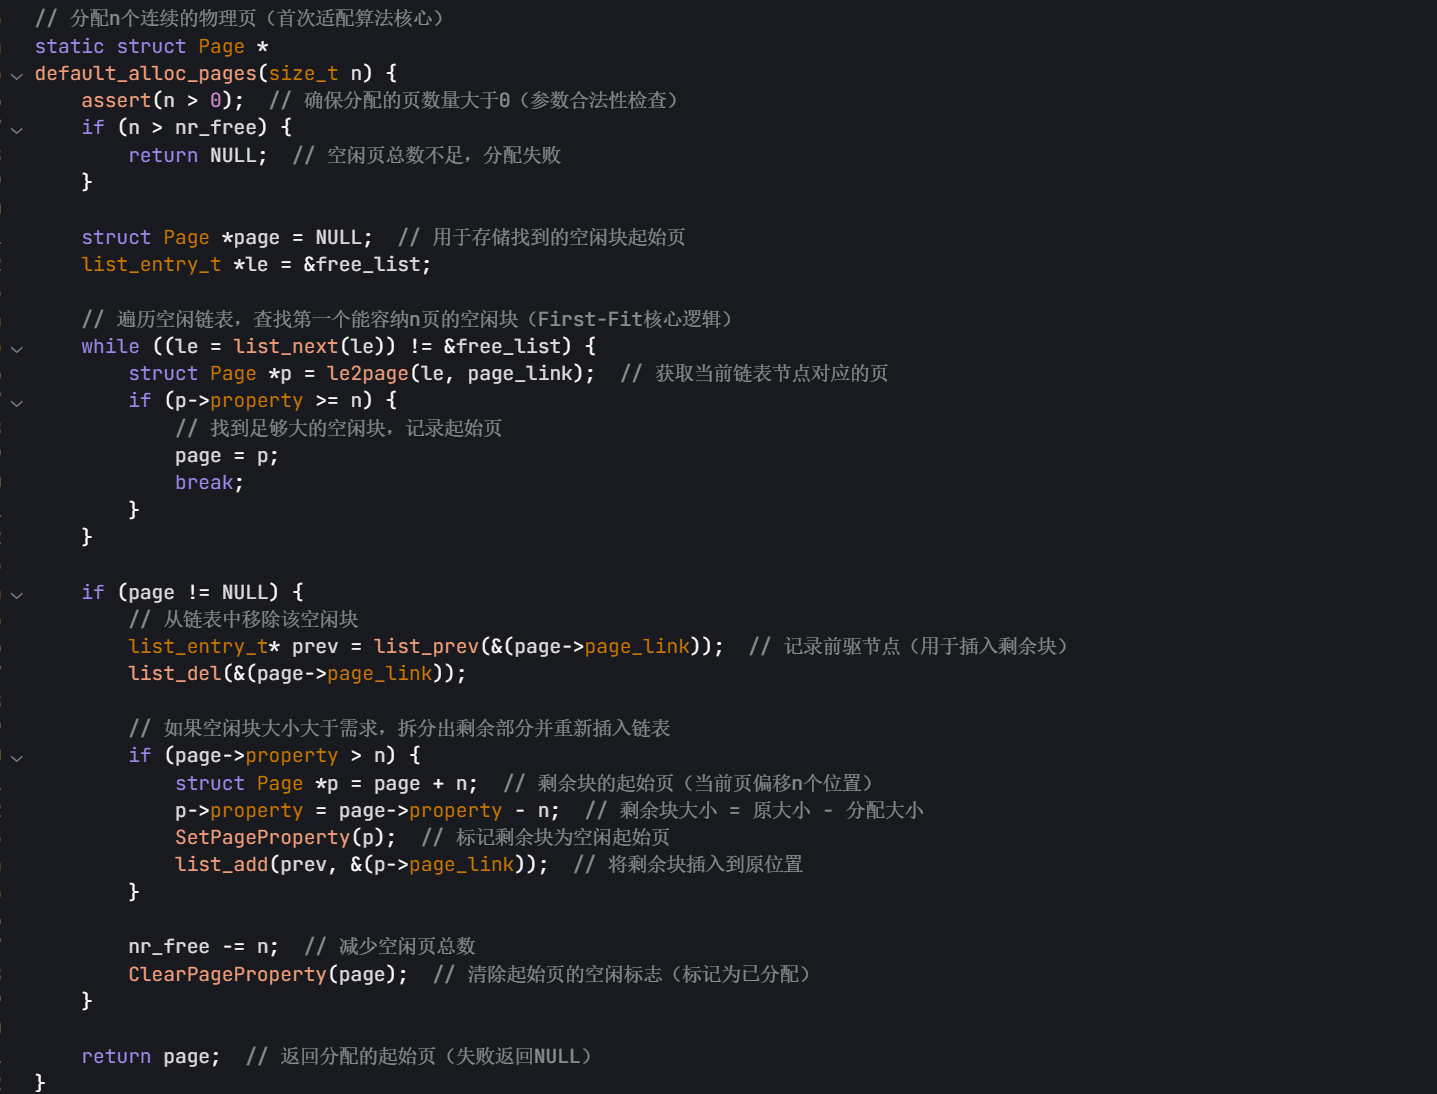 // 分配n个连续的物理页（首次适配算法核心）
static struct Page *
default_alloc_pages(size_t n) {
    assert(n > 0);  // 确保分配的页数量大于0（参数合法性检查）
    if (n > nr_free) {
        return NULL;  // 空闲页总数不足，分配失败
    }

    struct Page *page = NULL;  // 用于存储找到的空闲块起始页
    list_entry_t *le = &free_list;

    // 遍历空闲链表，查找第一个能容纳n页的空闲块（First-Fit核心逻辑）
    while ((le = list_next(le)) != &free_list) {
        struct Page *p = le2page(le, page_link);  // 获取当前链表节点对应的页
        if (p->property >= n) {
            // 找到足够大的空闲块，记录起始页
            page = p;
            break;
        }
    }

    if (page != NULL) {
        // 从链表中移除该空闲块
        list_entry_t* prev = list_prev(&(page->page_link));  // 记录前驱节点（用于插入剩余块）
        list_del(&(page->page_link));

        // 如果空闲块大小大于需求，拆分出剩余部分并重新插入链表
        if (page->property > n) {
            struct Page *p = page + n;  // 剩余块的起始页（当前页偏移n个位置）
            p->property = page->property - n;  // 剩余块大小 = 原大小 - 分配大小
            SetPageProperty(p);  // 标记剩余块为空闲起始页
            list_add(prev, &(p->page_link));  // 将剩余块插入到原位置
        }

        nr_free -= n;  // 减少空闲页总数
        ClearPageProperty(page);  // 清除起始页的空闲标志（标记为已分配）
    }

    return page;  // 返回分配的起始页（失败返回NULL）
}